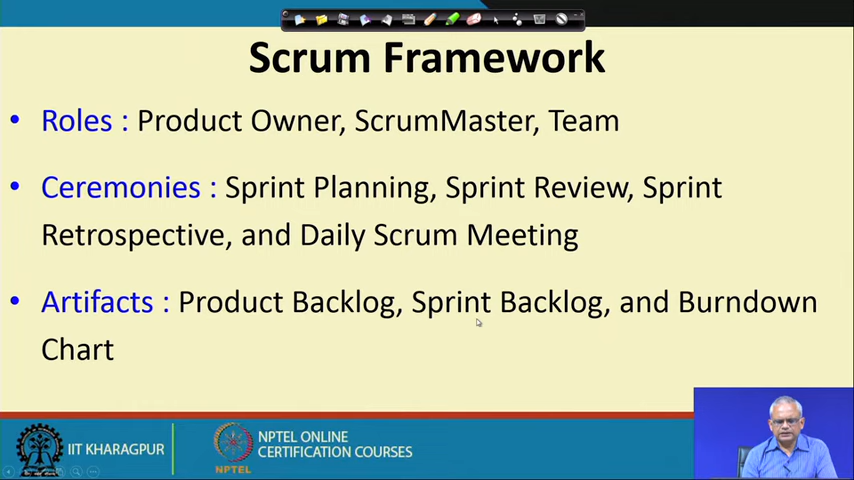 Scrum Framework
• Roles : Product Owner, ScrumMaster, Team
• Ceremonies : Sprint Planning, Sprint Review, Sprint
Retrospective, and Daily Scrum Meeting
• Artifacts : Product Backlog, Sprint Backlog, and Burndown
Chart
IIT KHARAGPUR
NPTEL
NPTEL ONLINE
CERTIFICATION COURSES